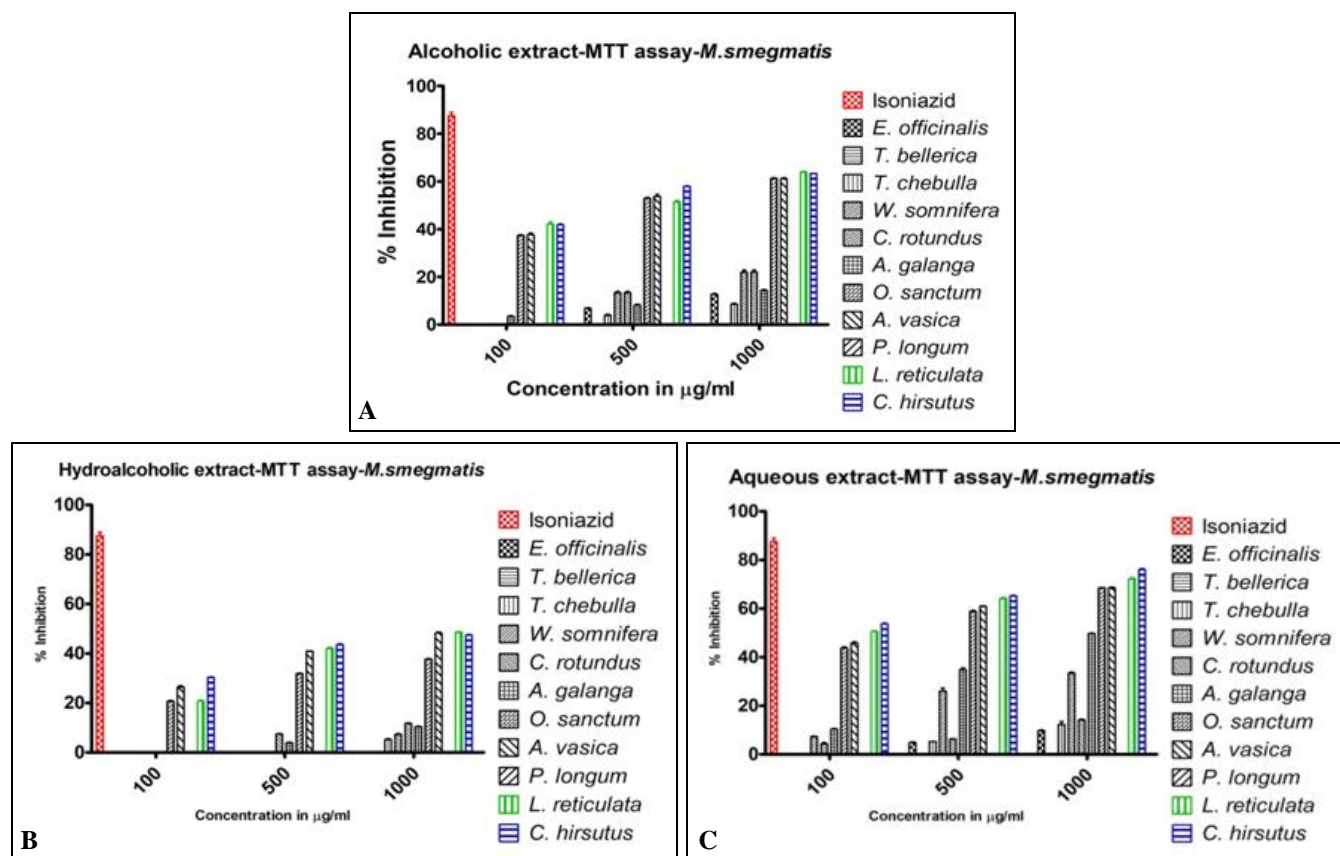 Alcoholic extract-MTT assay-M.smegmatis
100
80
60
40
20
0
% Inhibition
100
500
1000
Concentration in µg/ml
Isoniazid
E. officinalis
T. bellerica
T. chebulla
W. somnifera
C. rotundus
A. galanga
O. sanctum
A. vasica
P. longum
L. reticulata
C. hirsutus
A
Hydroalcoholic extract-MTT assay-M.smegmatis
100
80
60
40
20
0
% Inhibition
100
500
1000
Concentration in µg/ml
Isoniazid
E. officinalis
T. bellerica
T. chebulla
W. somnifera
C. rotundus
A. galanga
O. sanctum
A. vasica
P. longum
L. reticulata
C. hirsutus
B
Aqueous extract-MTT assay-M.smegmatis
100
80
60
40
20
0
% Inhibition
100
500
1000
Concentration in µg/ml
Isoniazid
E. officinalis
T. bellerica
T. chebulla
W. somnifera
C. rotundus
A. galanga
O. sanctum
A. vasica
P. longum
L. reticulata
C. hirsutus
C